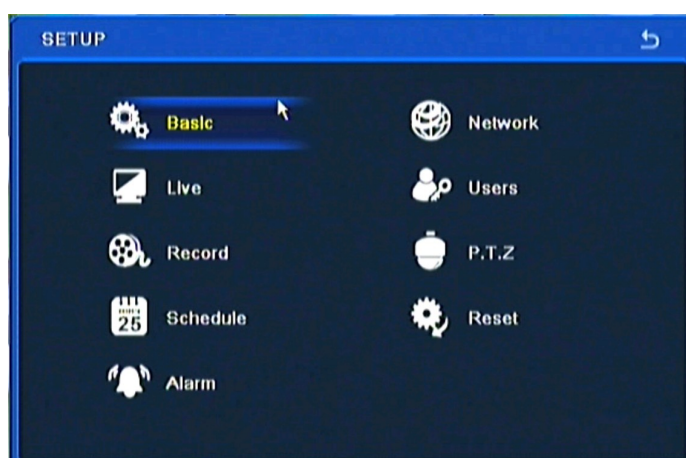 SETUP
Basic
Network
Live
Users
Record
P.T.Z
25
Schedule
Reset
Alarm